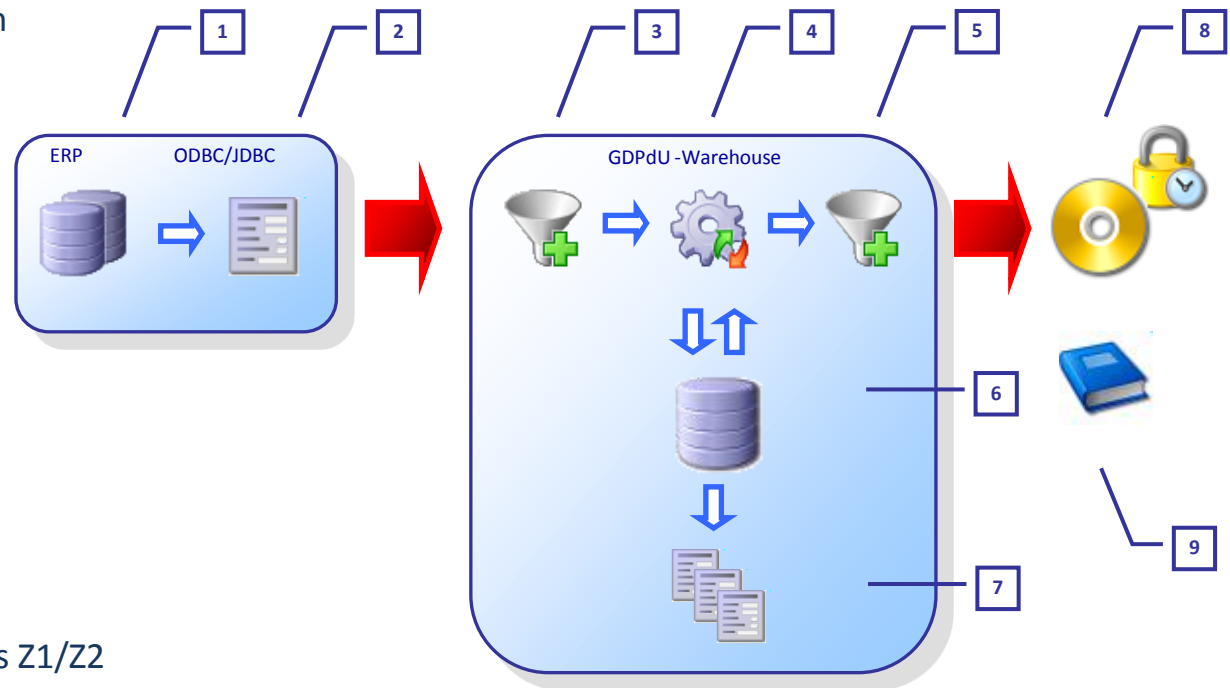 n
1 2 3 4 5 8
ERP ODBC/JDBC
GDPdU -Warehouse
6
9
7
s Z1/Z2